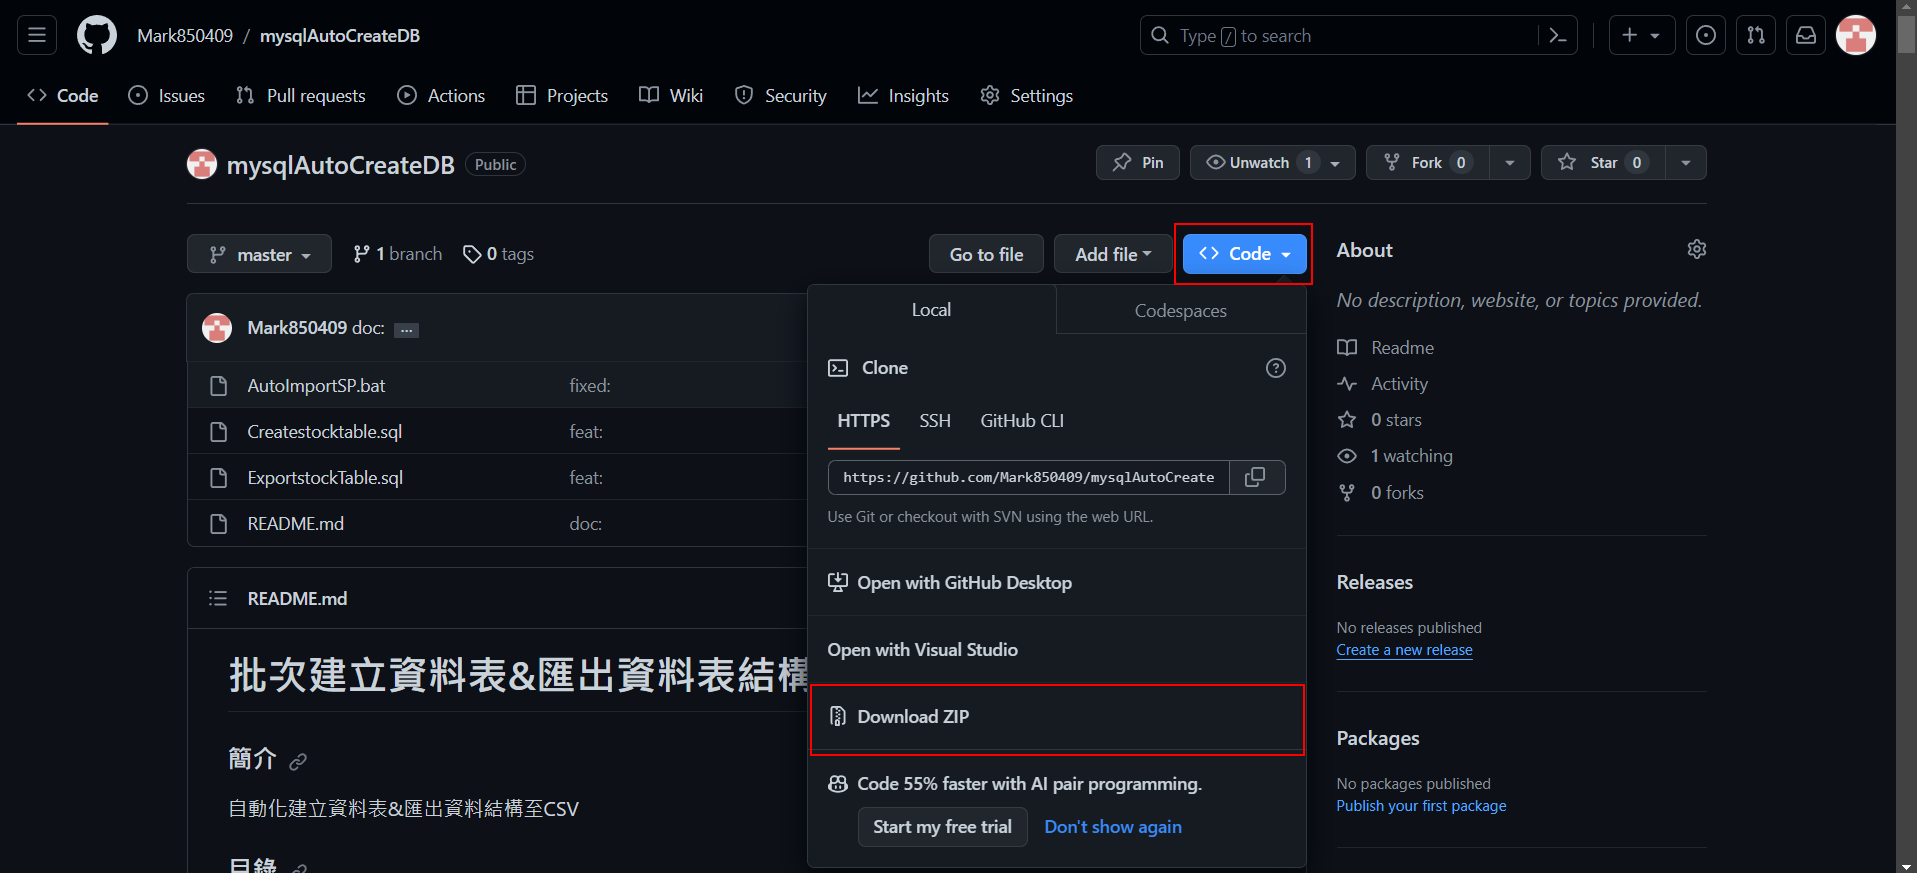 Mark850409 / mysqlAutoCreateDB
Type / to search
Code
Issues
Pull requests
Actions
Projects
Wiki
Security
Insights
Settings
mysqlAutoCreateDB Public
Pin
Unwatch 1
Fork 0
Star 0
master
1 branch
0 tags
Go to file
Add file
Code
Mark850409 doc: ...
AutoImportSP.bat fixed:
Createstocktable.sql feat:
ExportstockTable.sql feat:
README.md doc:
README.md
批次建立資料表&匯出資料表結構
簡介
自動化建立資料表&匯出資料結構至CSV
目錄
Local
Codespaces
Clone
HTTPS
SSH
GitHub CLI
https://github.com/Mark850409/mysqlAutoCreate
Use Git or checkout with SVN using the web URL.
Open with GitHub Desktop
Open with Visual Studio
Download ZIP
Code 55% faster with AI pair programming.
Start my free trial
Don't show again
About
No description, website, or topics provided.
Readme
Activity
0 stars
1 watching
0 forks
Releases
No releases published
Create a new release
Packages
No packages published
Publish your first package